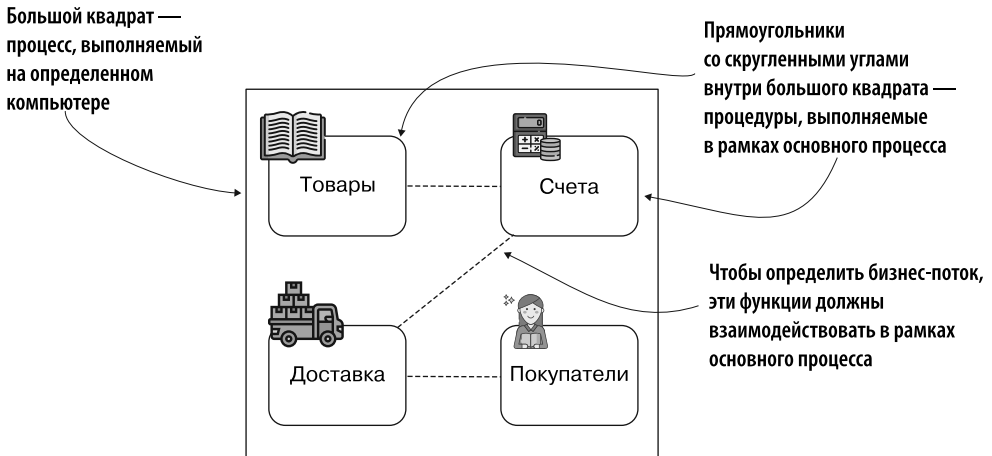 Большой квадрат —
процесс, выполняемый
на определенном
компьютере
Прямоугольники
со скругленными углами
внутри большого квадрата —
процедуры, выполняемые
в рамках основного процесса
Товары
Счета
Чтобы определить бизнес-поток,
эти функции должны
взаимодействовать в рамках
основного процесса
Доставка
Покупатели